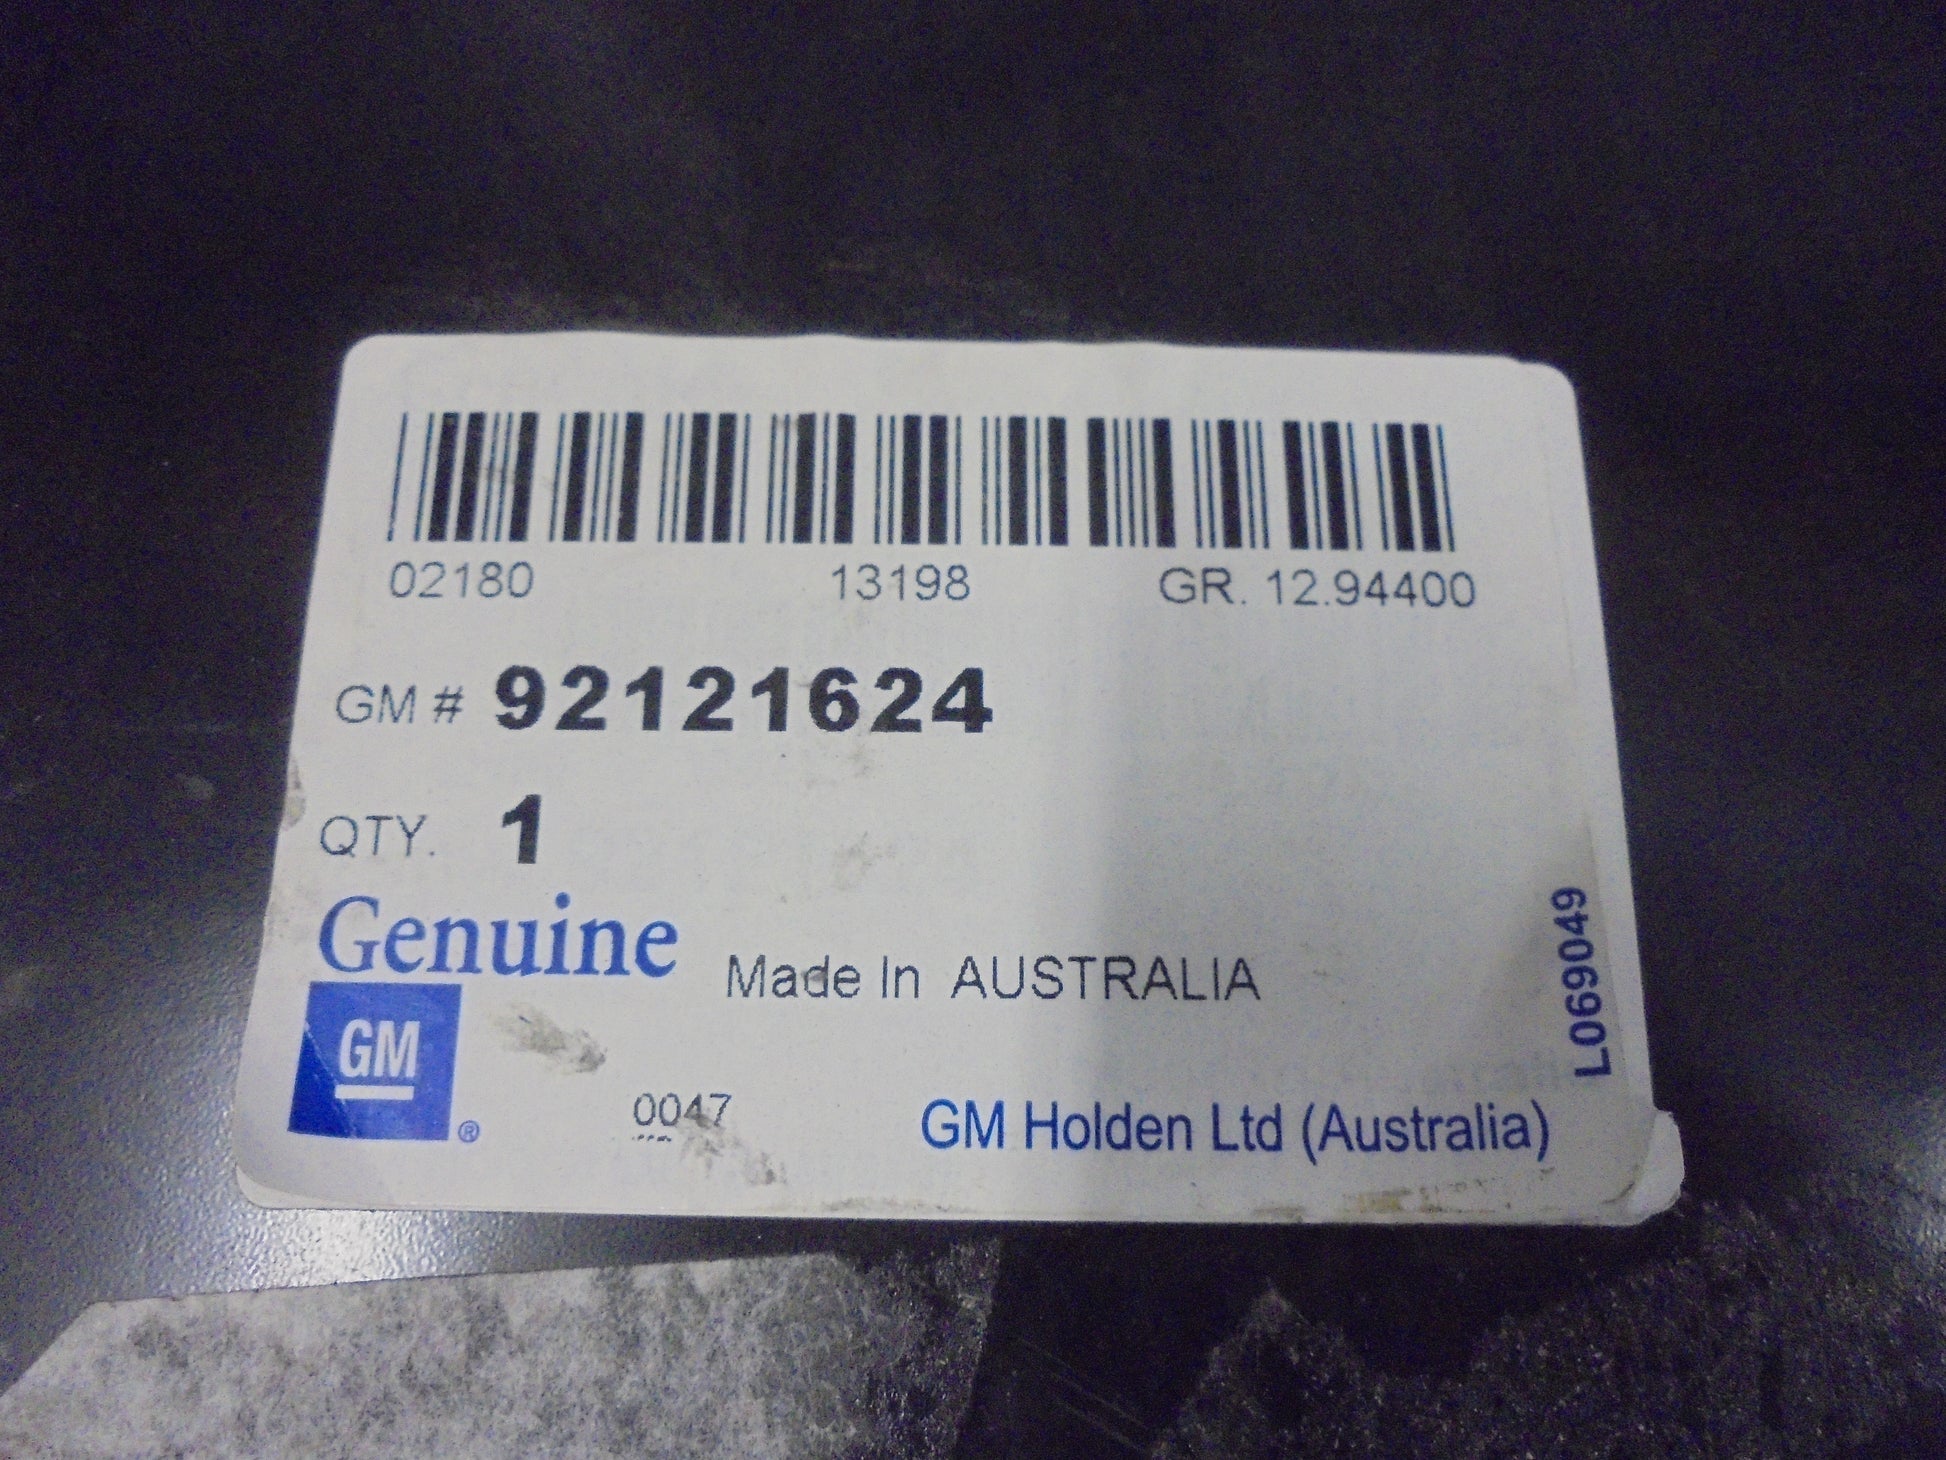 02180 13198 GR. 12.94400
GM # 92121624
QTY. 1
Genuine
Made In AUSTRALIA
GM ®
0047
GM Holden Ltd (Australia)
L069049